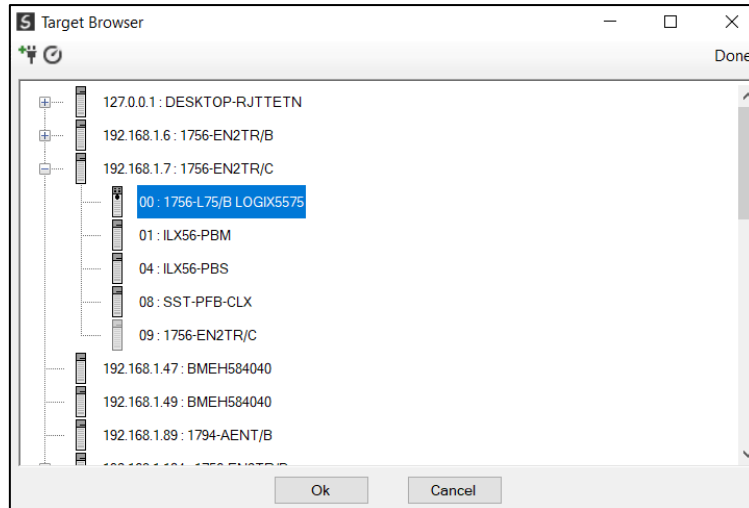 S Target Browser
Done
127.0.0.1 : DESKTOP-RJTTETN
192.168.1.6 : 1756-EN2TR/B
192.168.1.7 : 1756-EN2TR/C
00 : 1756-L75/B LOGIX5575
01 : ILX56-PBM
04 : ILX56-PBS
08 : SST-PFB-CLX
09 : 1756-EN2TR/C
192.168.1.47 : BMEH584040
192.168.1.49 : BMEH584040
192.168.1.89 : 1794-AENT/B
Ok Cancel